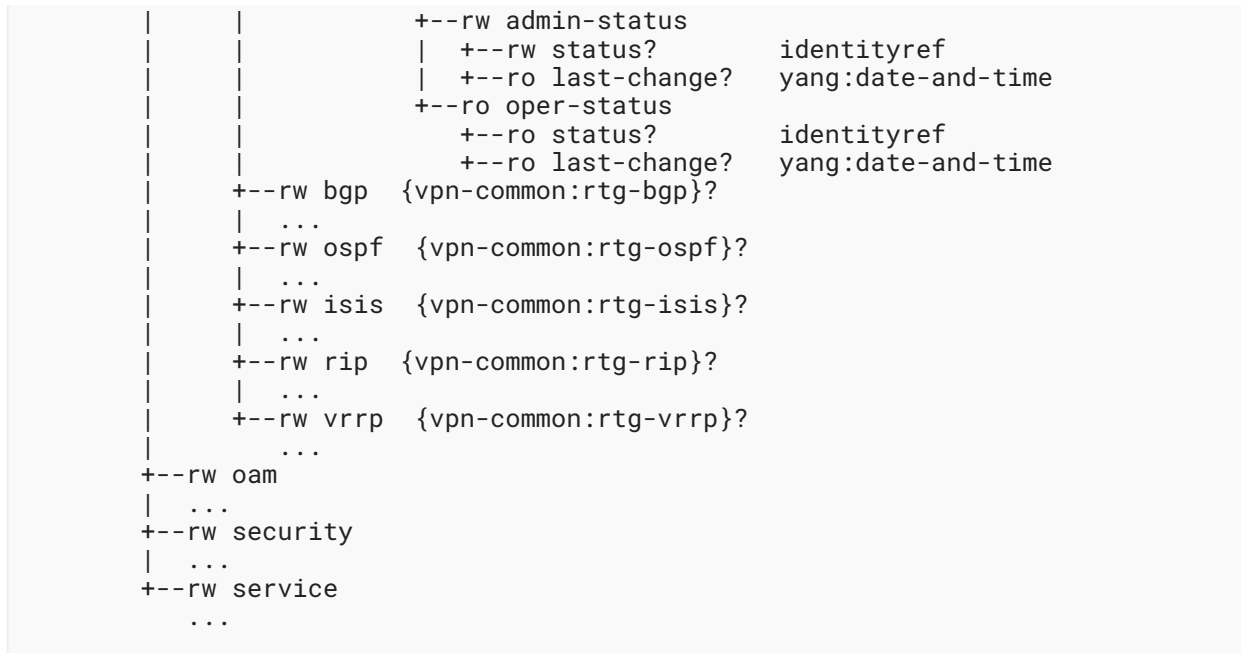 |     |           +--rw admin-status
|     |           |  +--rw status?        identityref
|     |           |  +--ro last-change?   yang:date-and-time
|     |           +--ro oper-status
|     |              +--ro status?        identityref
|     |              +--ro last-change?   yang:date-and-time
|     +--rw bgp  {vpn-common:rtg-bgp}?
|     |  ...
|     +--rw ospf  {vpn-common:rtg-ospf}?
|     |  ...
|     +--rw isis  {vpn-common:rtg-isis}?
|     |  ...
|     +--rw rip  {vpn-common:rtg-rip}?
|     |  ...
|     +--rw vrrp  {vpn-common:rtg-vrrp}?
|        ...
+--rw oam
|  ...
+--rw security
|  ...
+--rw service
   ...